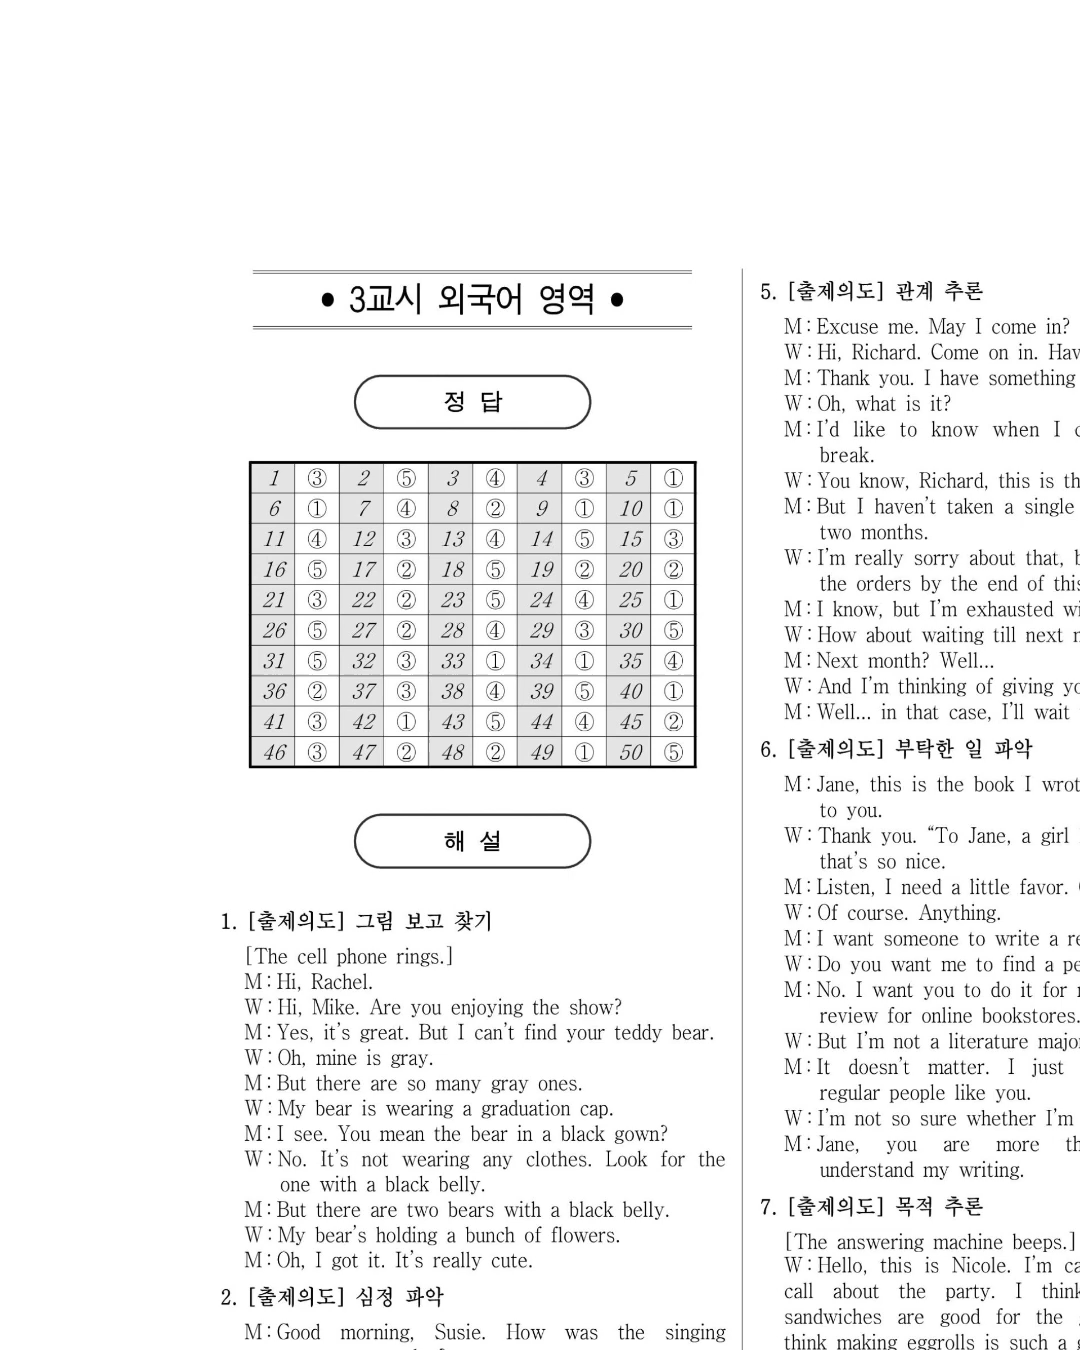 • 3교시 외국어 영역 •
정 답
1 ③ 2 ⑤ 3 ④ 4 ③ 5 ①
6 ① 7 ④ 8 ② 9 ① 10 ①
11 ④ 12 ③ 13 ④ 14 ⑤ 15 ③
16 ⑤ 17 ② 18 ⑤ 19 ② 20 ②
21 ③ 22 ② 23 ⑤ 24 ④ 25 ①
26 ⑤ 27 ② 28 ④ 29 ③ 30 ⑤
31 ⑤ 32 ③ 33 ① 34 ① 35 ④
36 ② 37 ③ 38 ④ 39 ⑤ 40 ①
41 ③ 42 ① 43 ⑤ 44 ④ 45 ②
46 ③ 47 ② 48 ② 49 ① 50 ⑤
해 설
1. [출제의도] 그림 보고 찾기
[The cell phone rings.]
M : Hi, Rachel.
W : Hi, Mike. Are you enjoying the show?
M : Yes, it's great. But I can't find your teddy bear.
W : Oh, mine is gray.
M : But there are so many gray ones.
W : My bear is wearing a graduation cap.
M : I see. You mean the bear in a black gown?
W : No. It's not wearing any clothes. Look for the
one with a black belly.
M : But there are two bears with a black belly.
W : My bear's holding a bunch of flowers.
M : Oh, I got it. It's really cute.
2. [출제의도] 심정 파악
M : Good morning, Susie. How was the singing
5. [출제의도] 관계 추론
M : Excuse me. May I come in?
W : Hi, Richard. Come on in.
M : Thank you. I have something
W : Oh, what is it?
M : I'd like to know when I
break.
W : You know, Richard, this is
M : But I haven't taken a single
two months.
W : I'm really sorry about that,
the orders by the end of
M : I know, but I'm exhausted
W : How about waiting till next
M : Next month? Well...
W : And I'm thinking of giving
M : Well... in that case, I'll wait
6. [출제의도] 부탁한 일 파악
M : Jane, this is the book I
to you.
W : Thank you. “To Jane, a girl
that's so nice.
M : Listen, I need a little favor.
W : Of course. Anything.
M : I want someone to write a
W : Do you want me to find a
M : No. I want you to do it for
review for online bookstores.
W : But I'm not a literature
M : It doesn't matter. I just
regular people like you.
W : I'm not so sure whether I'm
M : Jane, you are more
understand my writing.
7. [출제의도] 목적 추론
[The answering machine beeps.]
W : Hello, this is Nicole. I'm
call about the party. I think
sandwiches are good for the
think making eggrolls is such a